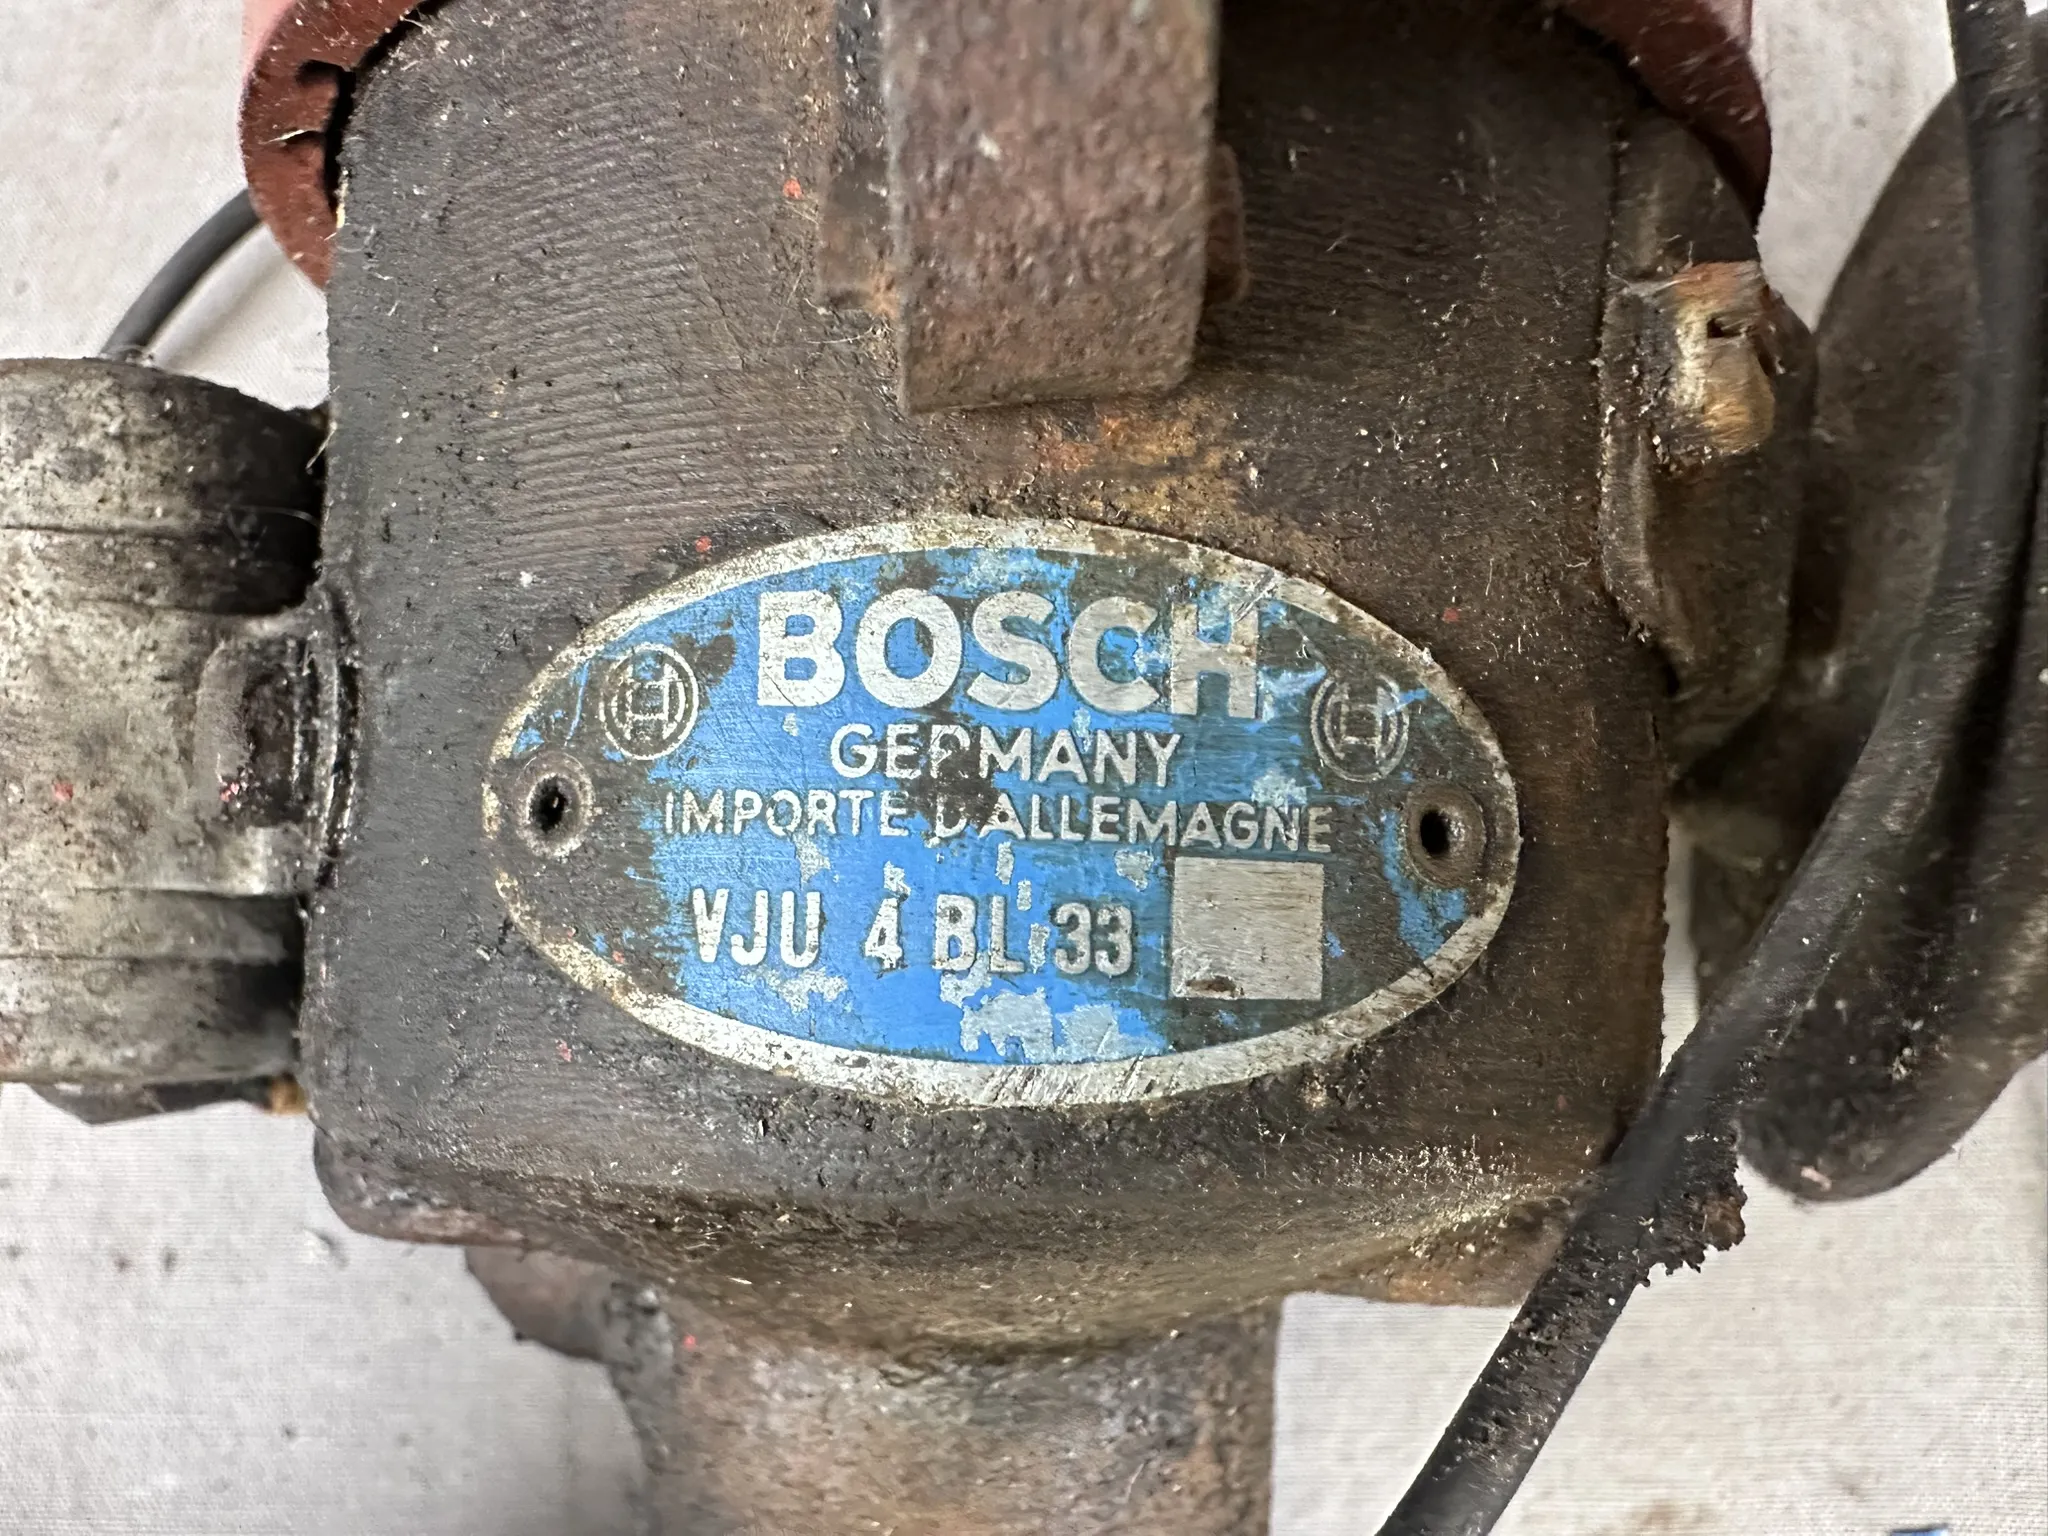 BOSCH
GERMANY
IMPORTE D'ALLEMAGNE
VJU 4 BL 33